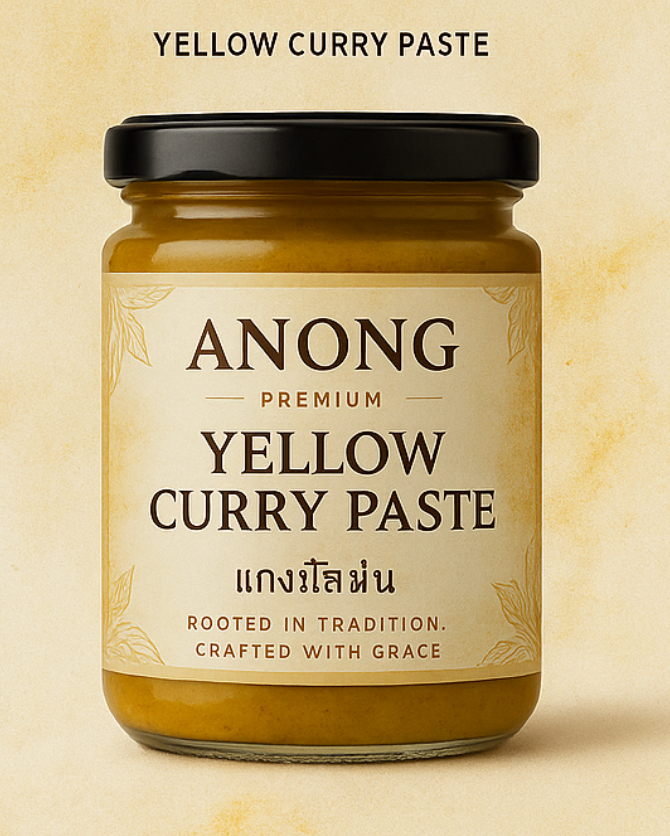 YELLOW CURRY PASTE
ANONG
PREMIUM
YELLOW
CURRY PASTE
ROOTED IN TRADITION.
CRAFTED WITH GRACE